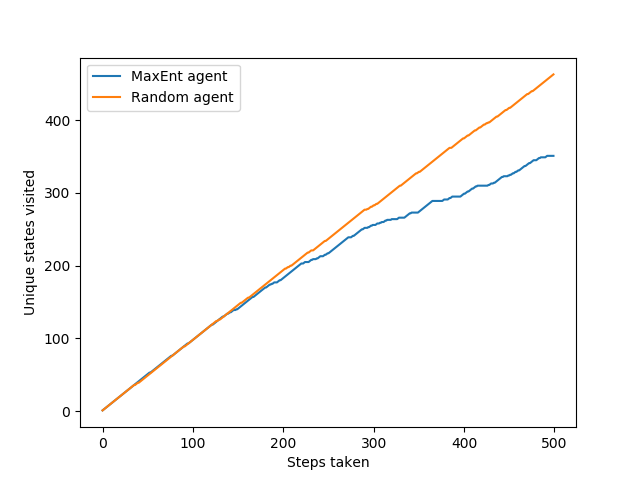 MaxEnt agent
Random agent
400
300
200
100
0
Unique states visited
0 100 200 300 400 500
Steps taken